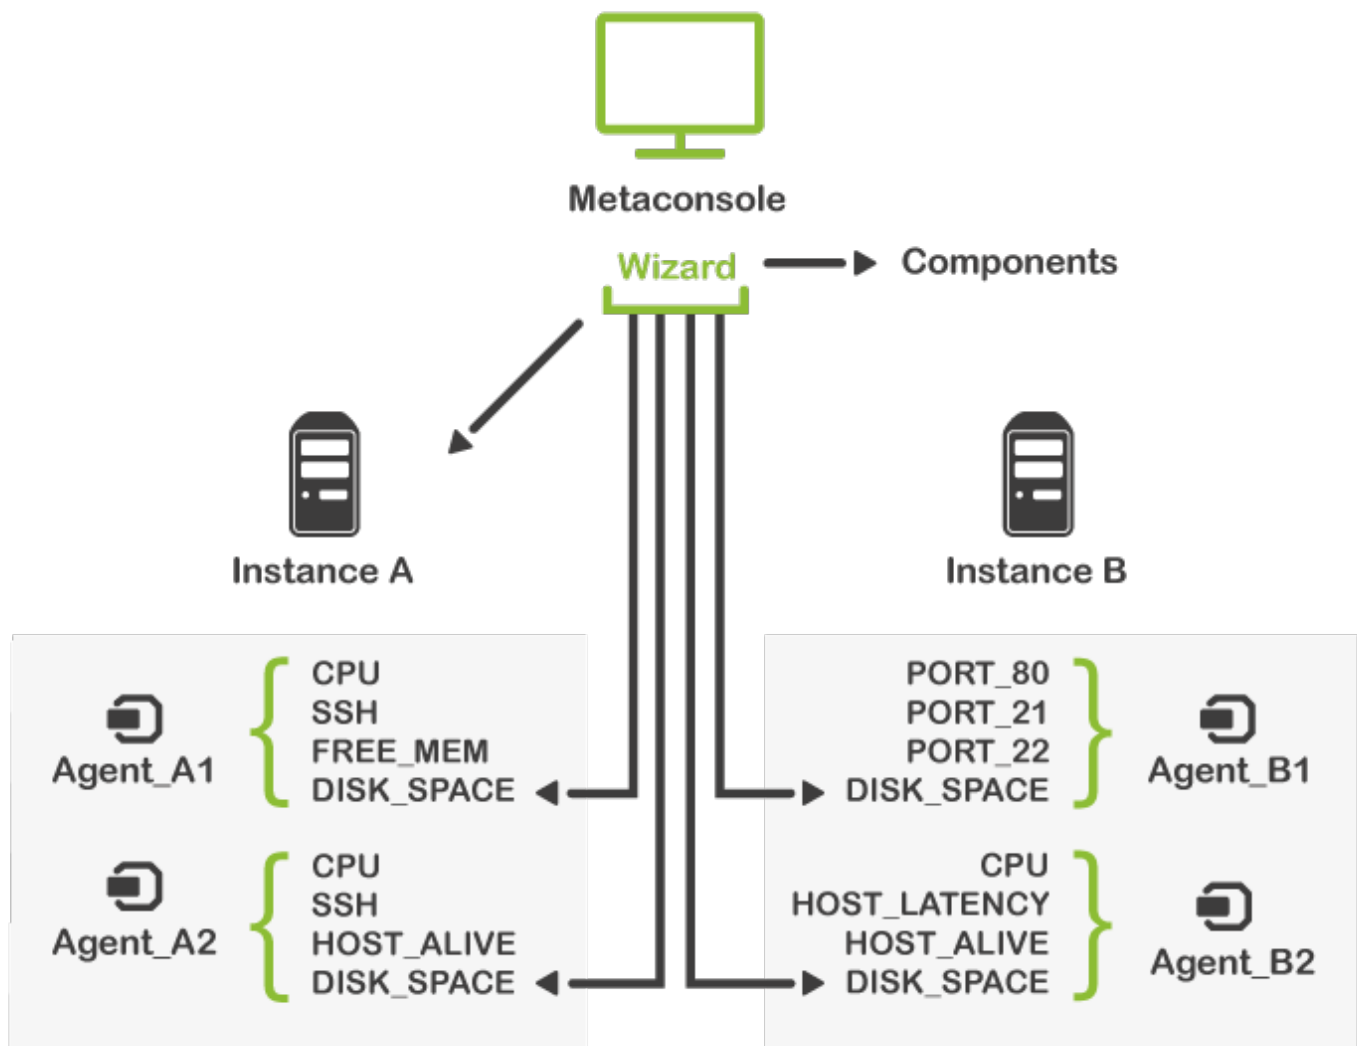 Metaconsole
Wizard
Components
Instance A
Instance B
CPU
SSH
FREE_MEM
DISK_SPACE
Agent_A1
PORT_80
PORT_21
PORT_22
DISK_SPACE
Agent_B1
CPU
SSH
HOST_ALIVE
DISK_SPACE
Agent_A2
CPU
HOST_LATENCY
HOST_ALIVE
DISK_SPACE
Agent_B2